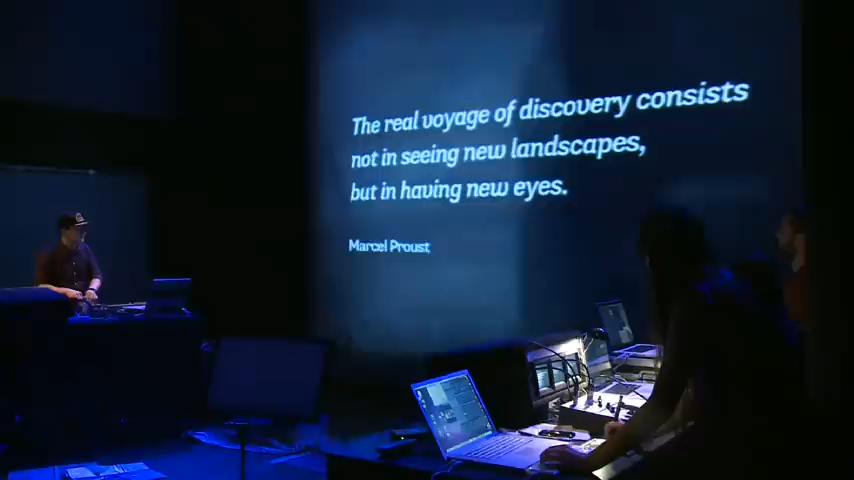 The real voyage of discovery consists
not in seeing new landscapes,
but in having new eyes.
Marcel Proust